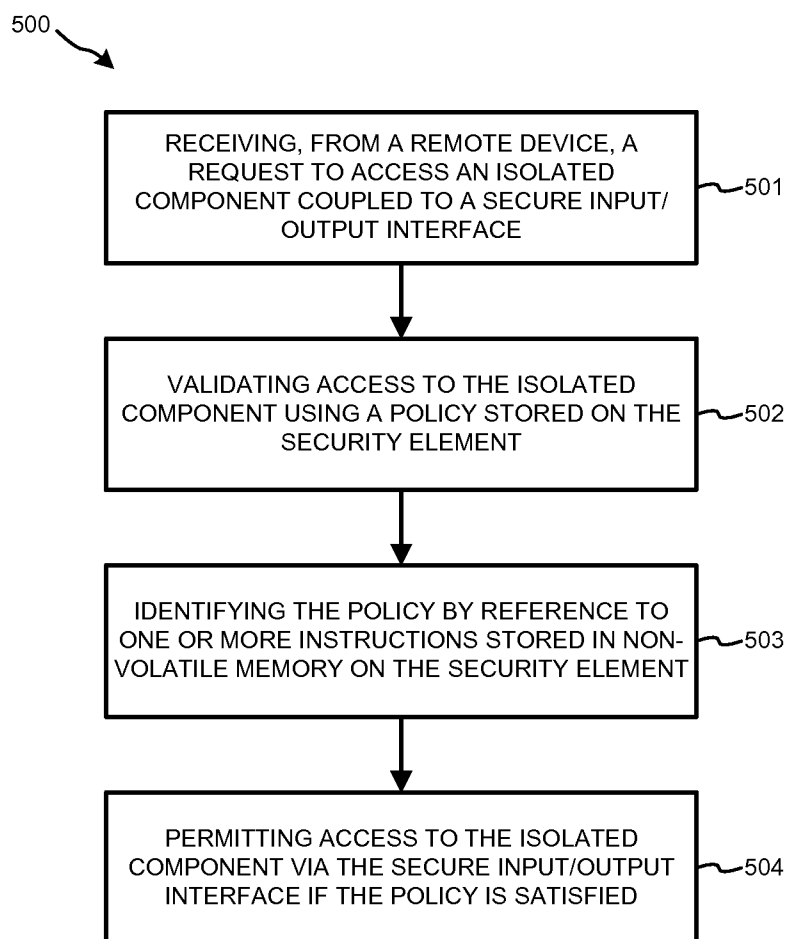 500
RECEIVING, FROM A REMOTE DEVICE, A
REQUEST TO ACCESS AN ISOLATED
COMPONENT COUPLED TO A SECURE INPUT/
OUTPUT INTERFACE
501
VALIDATING ACCESS TO THE ISOLATED
COMPONENT USING A POLICY STORED ON THE
SECURITY ELEMENT
502
IDENTIFYING THE POLICY BY REFERENCE TO
ONE OR MORE INSTRUCTIONS STORED IN NON-
VOLATILE MEMORY ON THE SECURITY ELEMENT
503
PERMITTING ACCESS TO THE ISOLATED
COMPONENT VIA THE SECURE INPUT/OUTPUT
INTERFACE IF THE POLICY IS SATISFIED
504